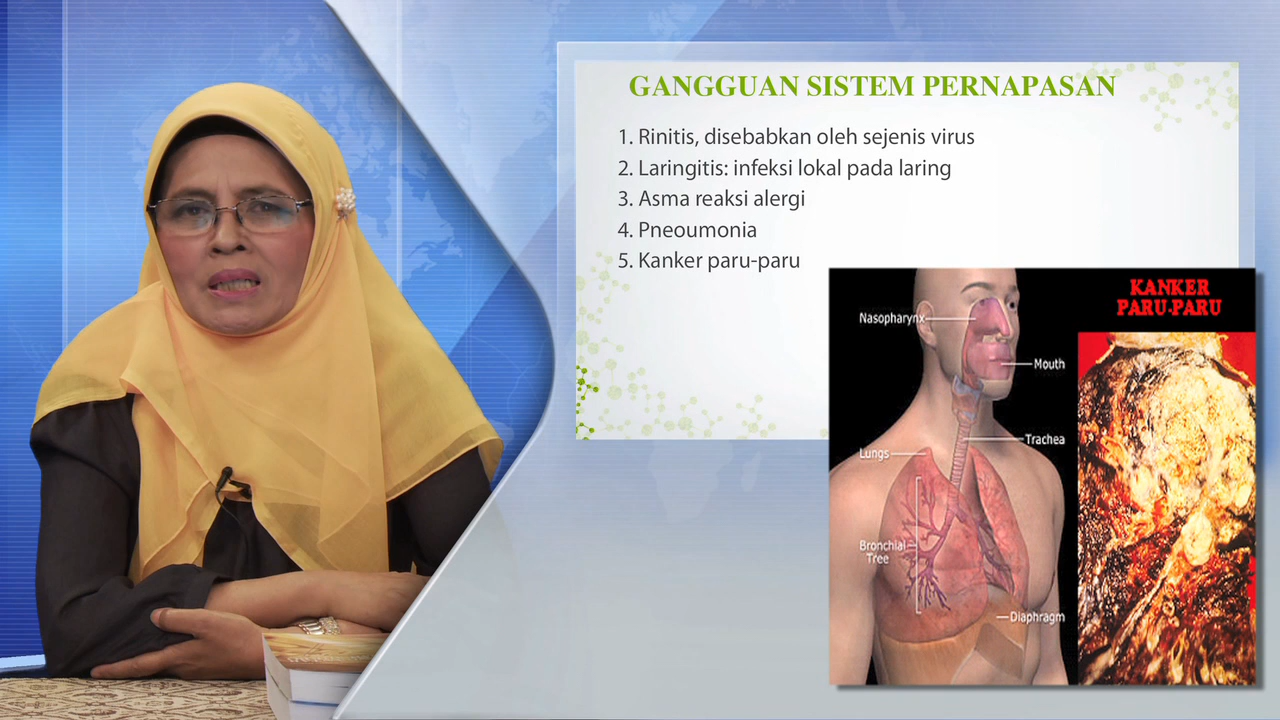 GANGGUAN SISTEM PERNAPASAN
1. Rinitis, disebabkan oleh sejenis virus
2. Laringitis: infeksi lokal pada laring
3. Asma reaksi alergi
4. Pneoumonia
5. Kanker paru-paru
Nasopharynx
Mouth
Trachea
Lungs
Bronchial
Tree
Diaphragm
KANKER
PARU-PARU